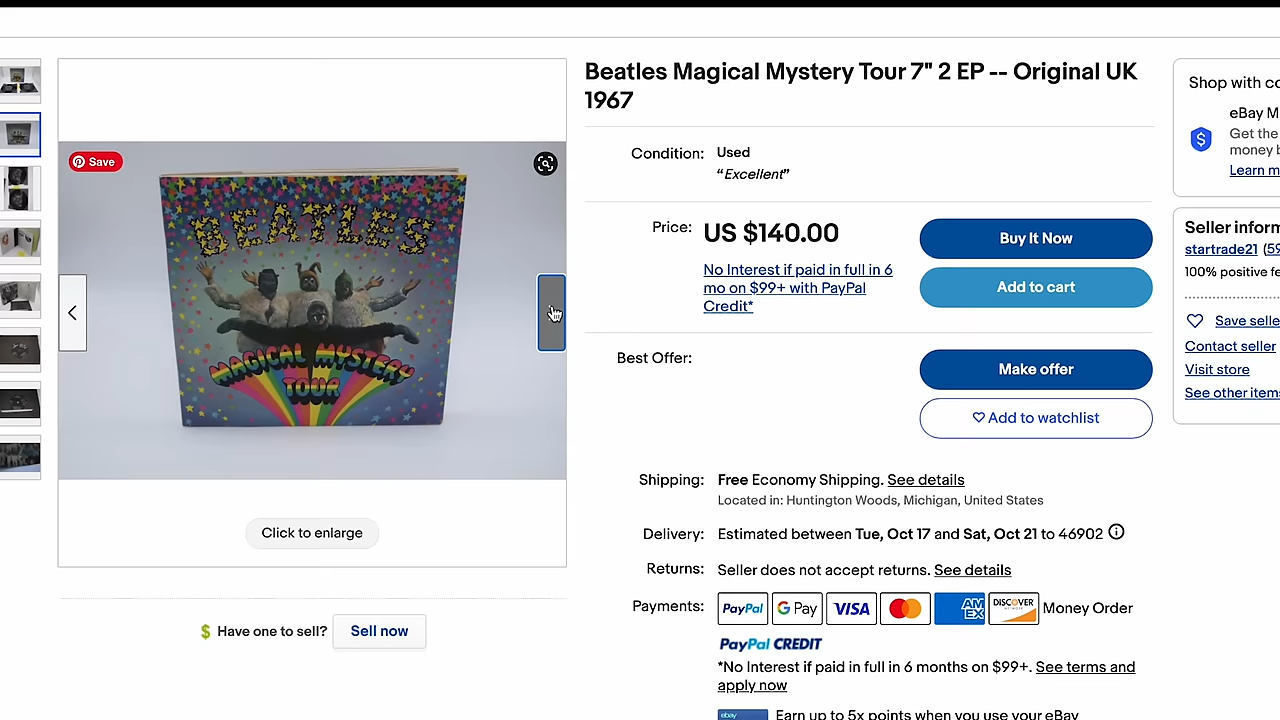 Beatles Magical Mystery Tour 7" 2 EP -- Original UK
1967
Save
BEATLES
MAGICAL MYSTERY
TOUR
Click to enlarge
Have one to sell? Sell now
Condition: Used
“Excellent”
Price: US $140.00
No Interest if paid in full in 6
mo on $99+ with PayPal
Credit*
Buy It Now
Add to cart
Best Offer:
Make offer
Add to watchlist
Shipping: Free Economy Shipping. See details
Located in: Huntington Woods, Michigan, United States
Delivery: Estimated between Tue, Oct 17 and Sat, Oct 21 to 46902
Returns: Seller does not accept returns. See details
Payments: PayPal G Pay VISA AM EX DISCOVER Money Order
PayPal CREDIT
*No Interest if paid in full in 6 months on $99+. See terms and
apply now
ebay Earn up to 5x points when you use your eBay
Shop with co
eBay M
Get the
money b
Learn m
Seller inforn
startrade21 (59
100% positive fe
Save selle
Contact seller
Visit store
See other items